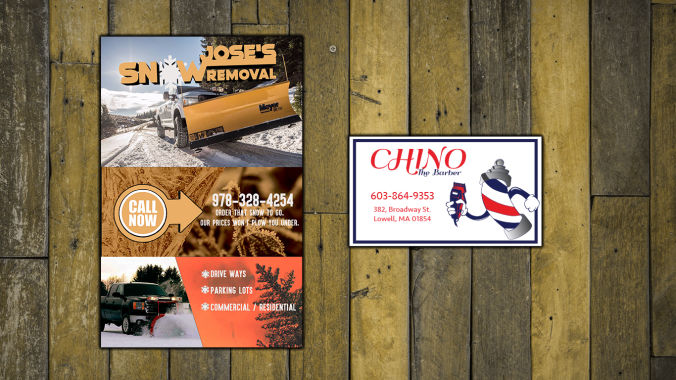 JOSE'S
SNOW REMOVAL
Meyer
CALL
NOW
978-328-4254
ORDER THAT SNOW TO GO.
OUR PRICES WON'T PLOW YOU UNDER.
DRIVE WAYS
PARKING LOTS
COMMERCIAL / RESIDENTIAL
CHINO
The Barber
603-864-9353
382, Broadway St.
Lowell, MA 01854